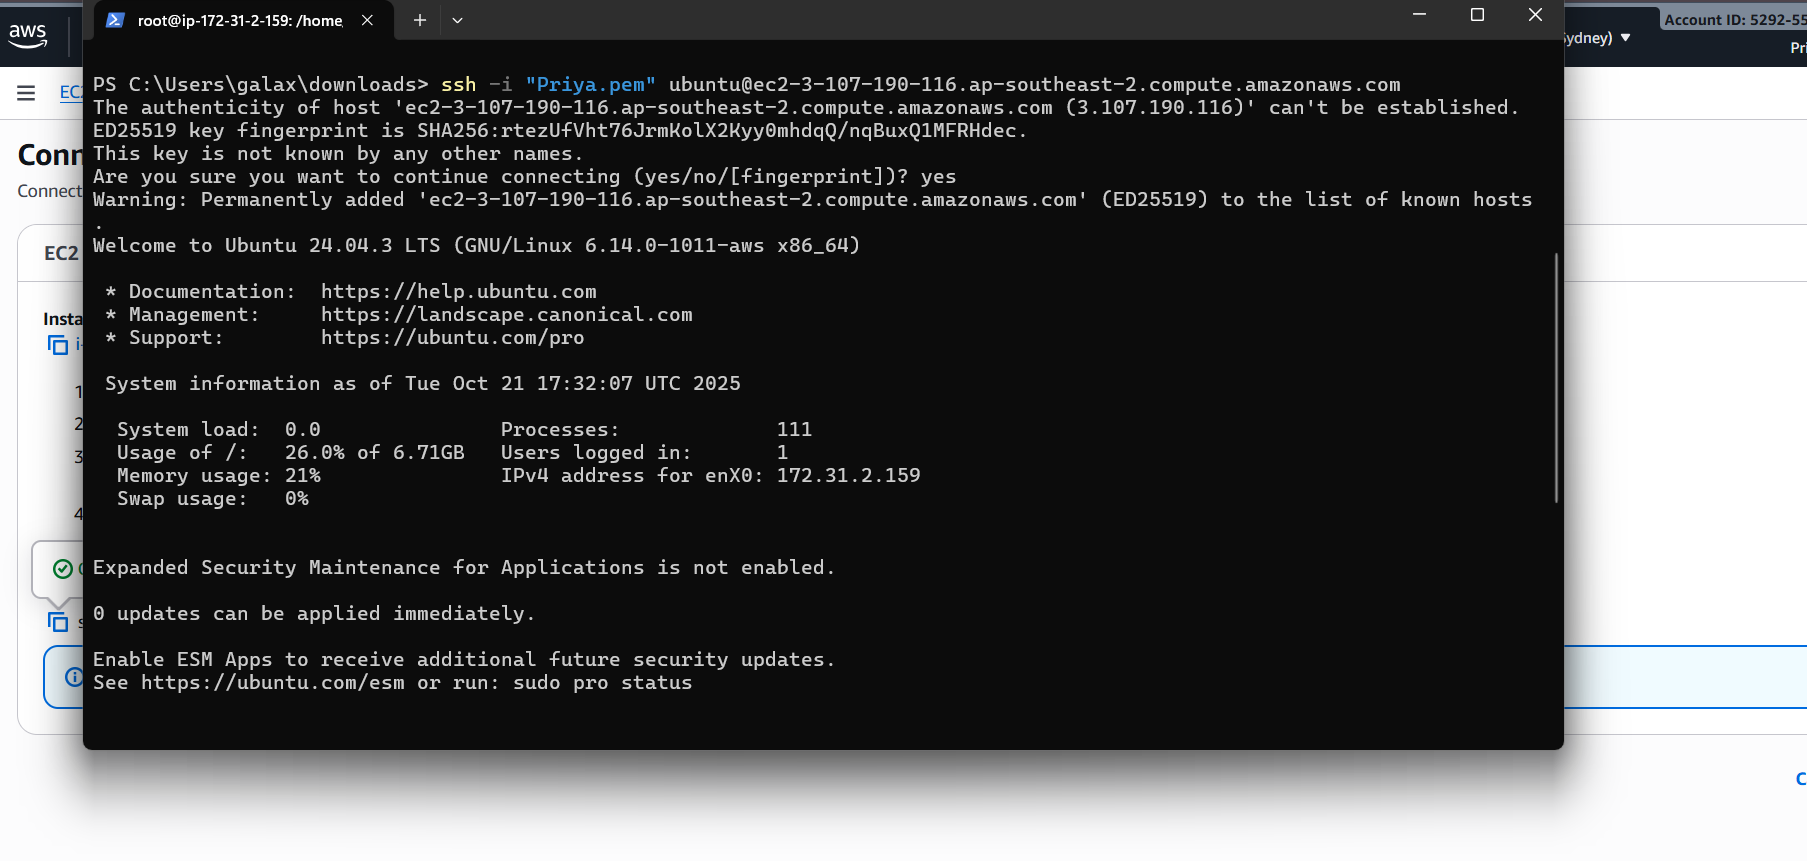 root@ip-172-31-2-159: /home
aws
Account ID: 5292-55
ydney)
Pri
EC2
Conn
Connect
EC2
Insta
i-
1
2
3
4
PS C:\Users\galax\downloads> ssh -i "Priya.pem" ubuntu@ec2-3-107-190-116.ap-southeast-2.compute.amazonaws.com
The authenticity of host 'ec2-3-107-190-116.ap-southeast-2.compute.amazonaws.com (3.107.190.116)' can't be established.
ED25519 key fingerprint is SHA256:rtezUfVht76JrmKolX2Kyy0mhdqQ/nqBuxQ1MFRHdec.
This key is not known by any other names.
Are you sure you want to continue connecting (yes/no/[fingerprint])? yes
Warning: Permanently added 'ec2-3-107-190-116.ap-southeast-2.compute.amazonaws.com' (ED25519) to the list of known hosts
.
Welcome to Ubuntu 24.04.3 LTS (GNU/Linux 6.14.0-1011-aws x86_64)
* Documentation: https://help.ubuntu.com
* Management: https://landscape.canonical.com
* Support: https://ubuntu.com/pro
System information as of Tue Oct 21 17:32:07 UTC 2025
System load: 0.0 Processes: 111
Usage of /: 26.0% of 6.71GB Users logged in: 1
Memory usage: 21% IPv4 address for enX0: 172.31.2.159
Swap usage: 0%
Expanded Security Maintenance for Applications is not enabled.
0 updates can be applied immediately.
Enable ESM Apps to receive additional future security updates.
See https://ubuntu.com/esm or run: sudo pro status